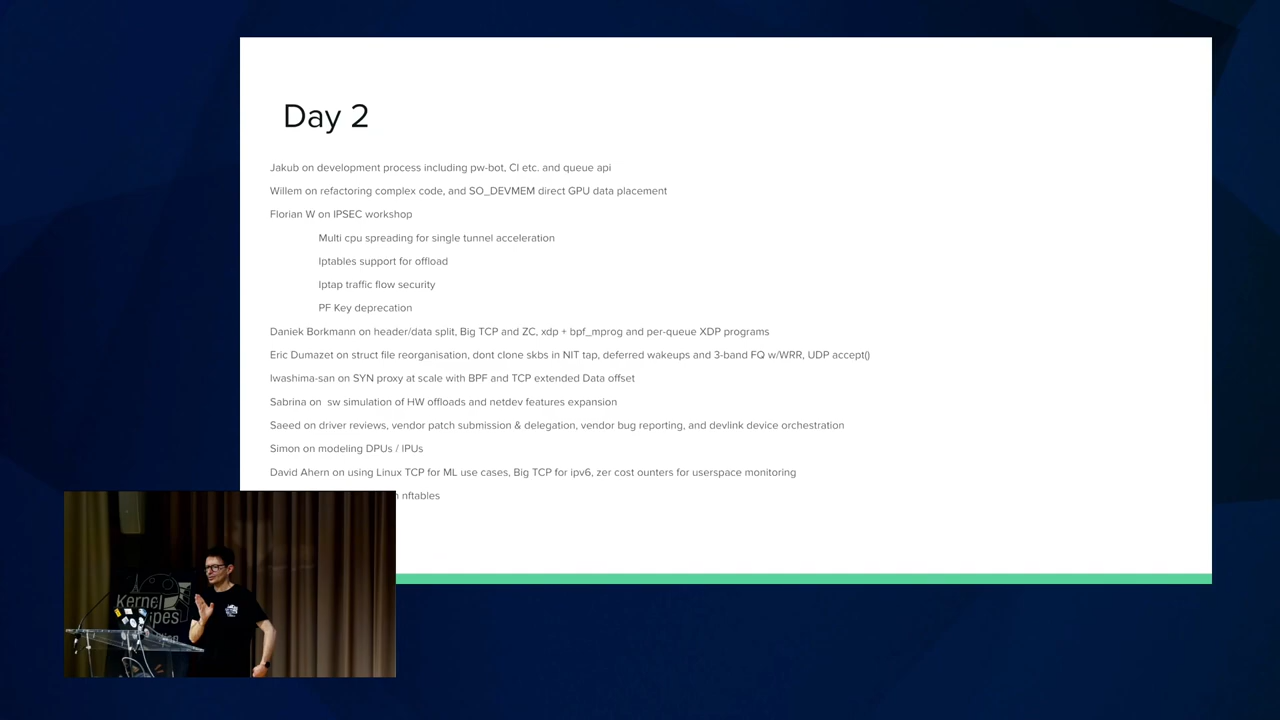 Day 2
Jakub on development process including pw-bot, CI etc. and queue api
Willem on refactoring complex code, and SO_DEVMEM direct GPU data placement
Florian W on IPSEC workshop
Multi cpu spreading for single tunnel acceleration
Iptables support for offload
Iptap traffic flow security
PF Key deprecation
Daniek Borkmann on header/data split, Big TCP and ZC, xdp + bpf_mprog and per-queue XDP programs
Eric Dumazet on struct file reorganisation, dont clone skbs in NIT tap, deferred wakeups and 3-band FQ w/WRR, UDP accept()
Iwashima-san on SYN proxy at scale with BPF and TCP extended Data offset
Sabrina on  sw simulation of HW offloads and netdev features expansion
Saeed on driver reviews, vendor patch submission & delegation, vendor bug reporting, and devlink device orchestration
Simon on modeling DPUs / IPUs
David Ahern on using Linux TCP for ML use cases, Big TCP for ipv6, zer cost ounters for userspace monitoring
nftables
Kernel